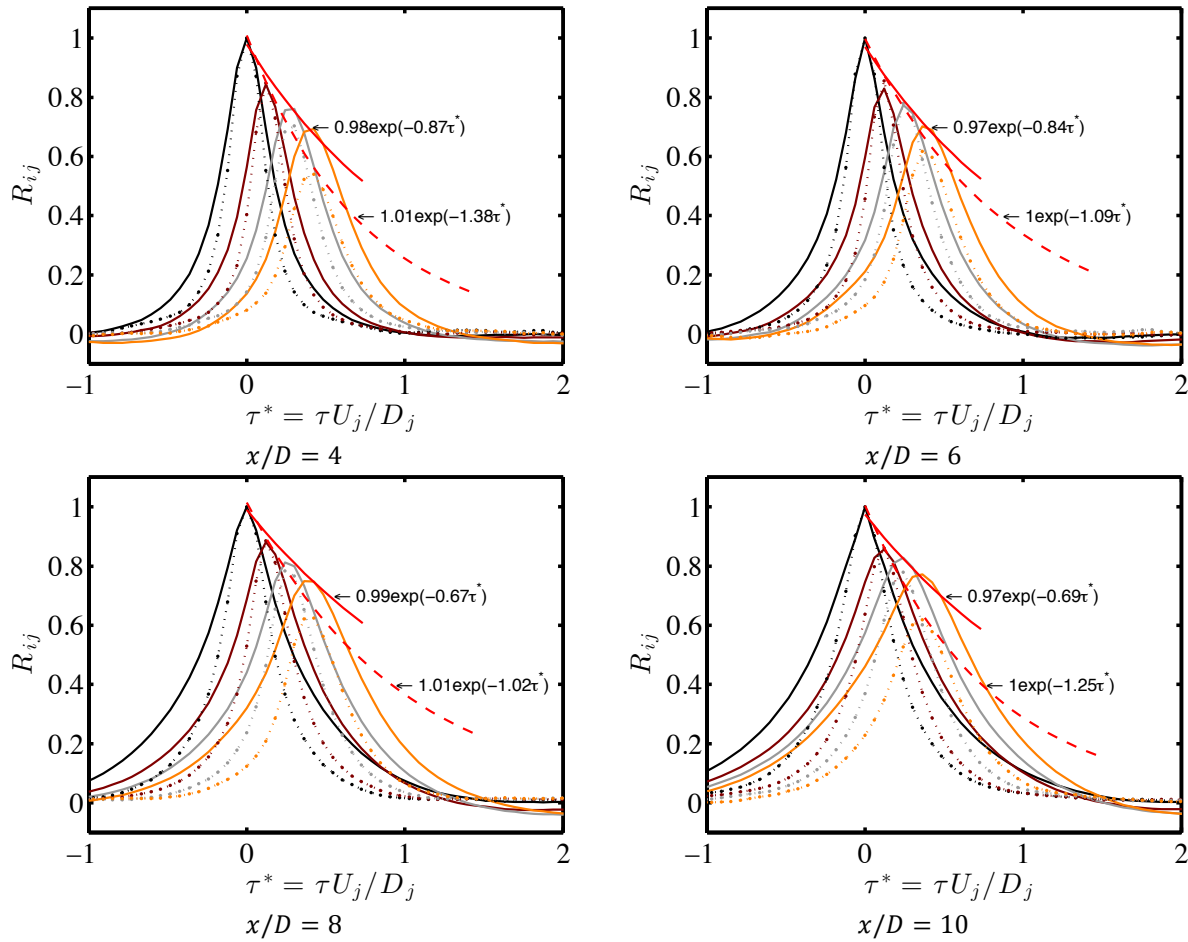 1
0.8
0.6
0.4
0.2
0
R_{ij}
0.98exp(−0.87τ*)
1.01exp(−1.38τ*)
−1 0 1 2
τ* = τU_j/D_j
x/D = 4
1
0.8
0.6
0.4
0.2
0
R_{ij}
0.97exp(−0.84τ*)
1exp(−1.09τ*)
−1 0 1 2
τ* = τU_j/D_j
x/D = 6
1
0.8
0.6
0.4
0.2
0
R_{ij}
0.99exp(−0.67τ*)
1.01exp(−1.02τ*)
−1 0 1 2
τ* = τU_j/D_j
x/D = 8
1
0.8
0.6
0.4
0.2
0
R_{ij}
0.97exp(−0.69τ*)
1exp(−1.25τ*)
−1 0 1 2
τ* = τU_j/D_j
x/D = 10